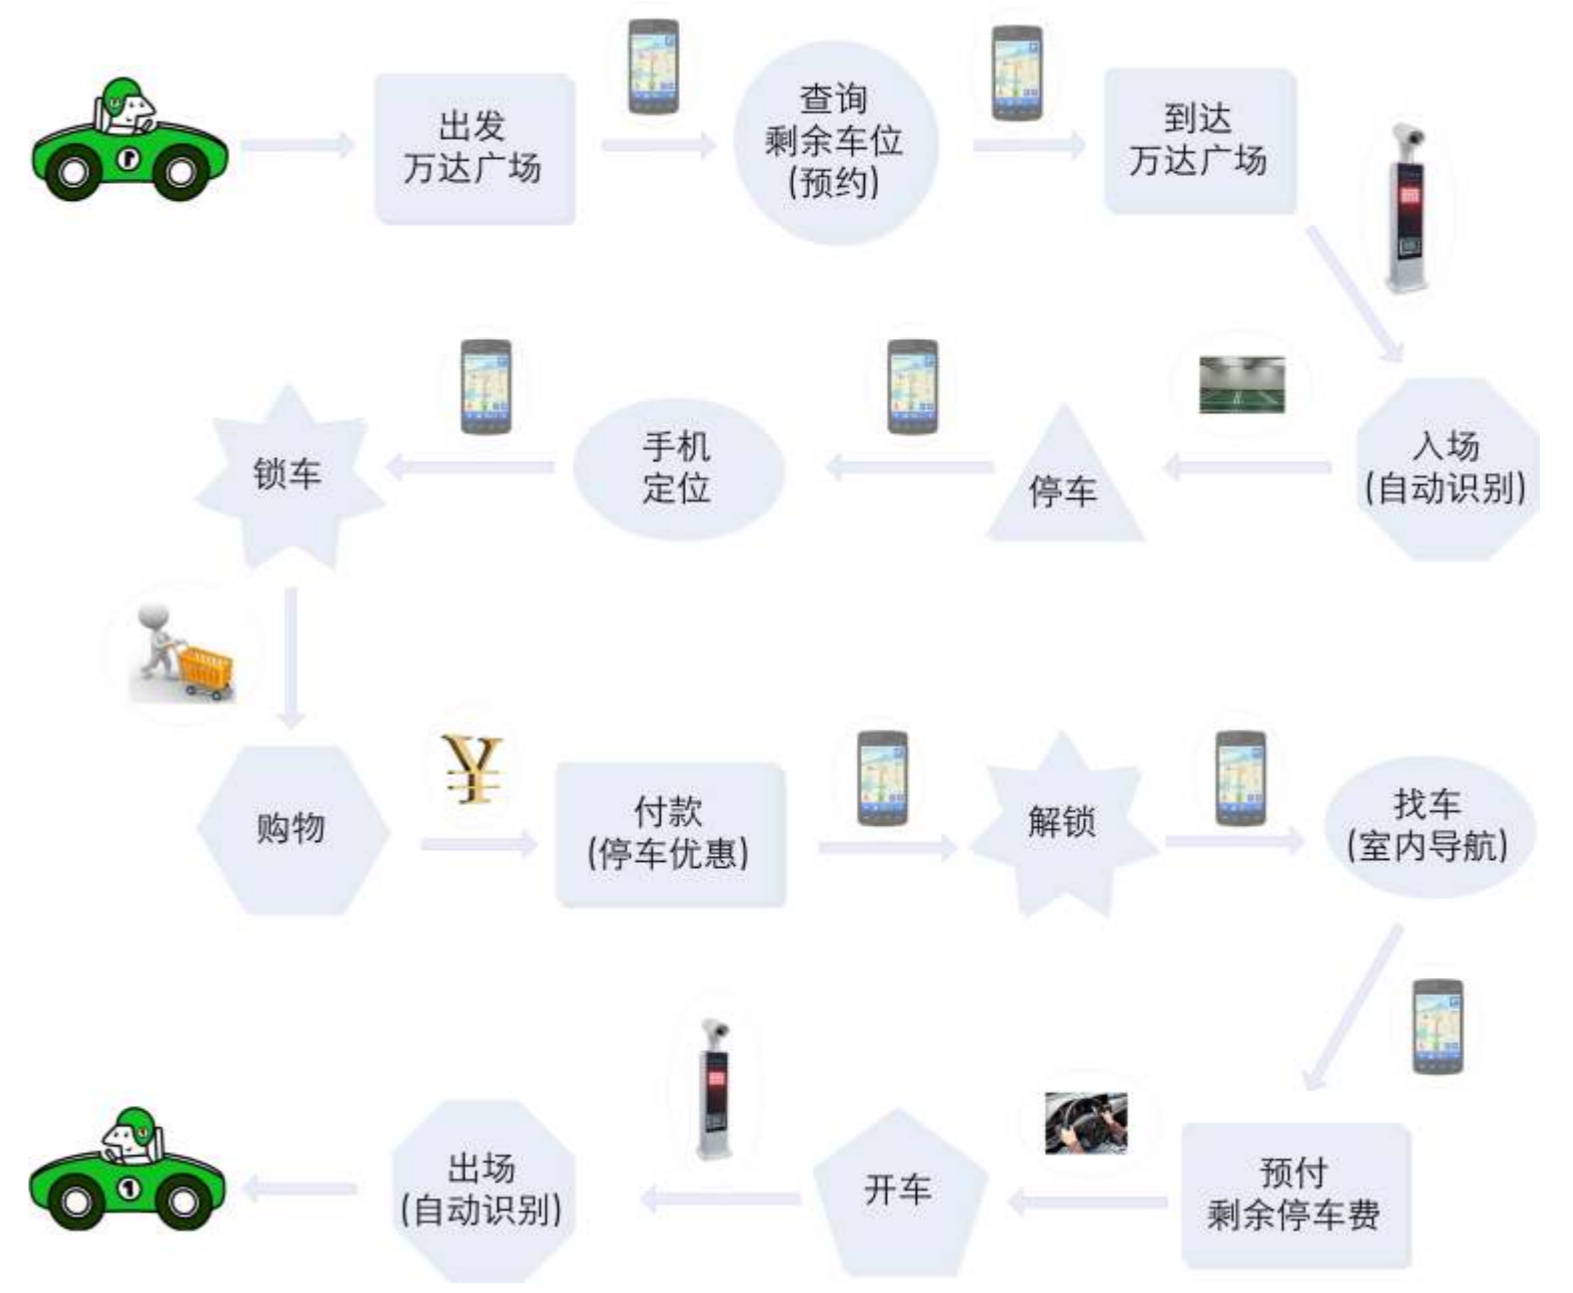 出发
万达广场
查询
剩余车位
(预约)
到达
万达广场
入场
(自动识别)
停车
手机
定位
锁车
购物
付款
(停车优惠)
解锁
找车
(室内导航)
预付
剩余停车费
开车
出场
(自动识别)